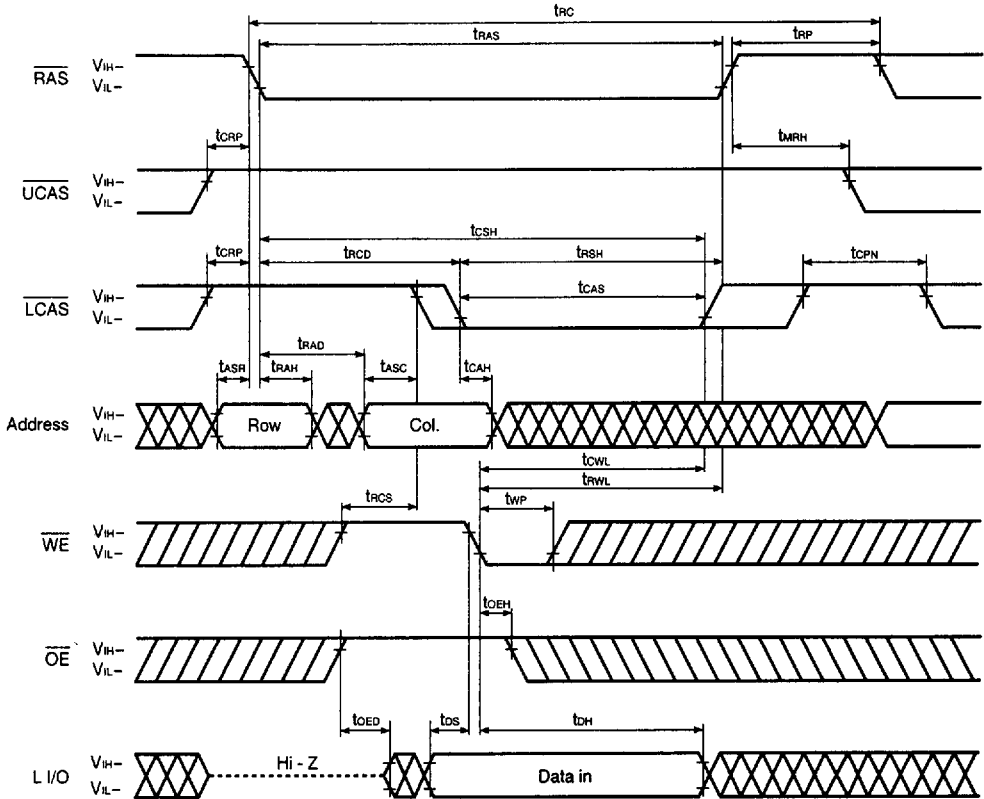 tRC
tRAS
tRP
RAS
VIH–
VIL–
tCRP
tMRH
UCAS
VIH–
VIL–
tCSH
tCRP
tRCD
tRSH
tCPN
LCAS
VIH–
VIL–
tCAS
tRAD
tASR
tRAH
tASC
tCAH
Address
VIH–
VIL–
Row
Col.
tCWL
tRWL
tRCS
tWP
WE
VIH–
VIL–
tOEH
OE
VIH–
VIL–
tOED
tDS
tDH
L I/O
VIH–
VIL–
Hi - Z
Data in